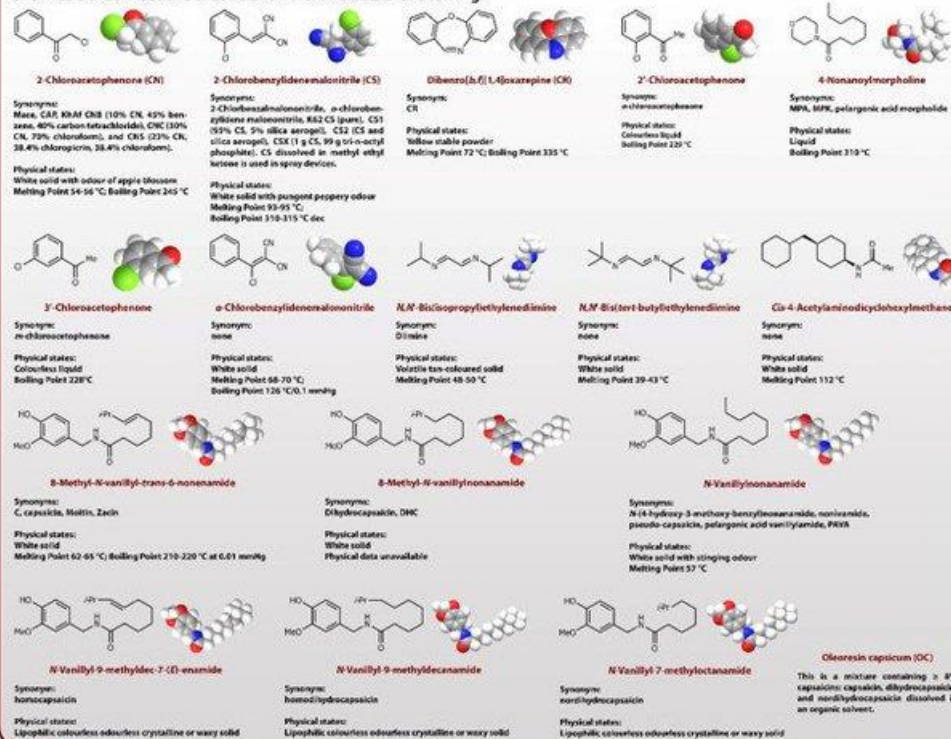 2-Chloroacetophenone (CN)
Synonyms:
Mace, CAP, KhAF CNB (10% CN, 45% ben-
zene, 40% carbon tetrachloride), CNC (30%
CN, 70% chloroform), and CNS (23% CN,
38.4% chloropicrin, 38.4% chloroform).
Physical states:
White solid with odour of apple blossom
Melting Point 54-56 °C; Boiling Point 245 °C
2-Chlorobenzylidenemalonitrile (CS)
Synonyms:
2-Chlorbenzalmalononitrile, o-chloroben-
zylidene malononitrile, K62 CS (pure), CS1
(95% CS, 5% silica aerogel), CS2 (CS and
silica aerogel), CSX (1 g CS, 99 g tri-n-octyl
phosphite). CS dissolved in methyl ethyl
ketone is used in spray devices.
Physical states:
White solid with pungent peppery odour
Melting Point 93-95 °C;
Boiling Point 310-315 °C dec
Dibenzo[b,f][1,4]oxazepine (CR)
Synonym:
CR
Physical states:
Yellow stable powder
Melting Point 72 °C; Boiling Point 335 °C
2'-Chloroacetophenone
Synonym:
o-chloroacetophenone
Physical states:
Colourless liquid
Boiling Point 229 °C
4-Nonanoylmorpholine
Synonyms:
MPA, MPK, pelargonic acid morpholide
Physical states:
Liquid
Boiling Point 310 °C
3'-Chloroacetophenone
Synonym:
m-chloroacetophenone
Physical states:
Colourless liquid
Boiling Point 228°C
α-Chlorobenzylidenemalononitrile
Synonym:
none
Physical states:
White solid
Melting Point 68-70 °C;
Boiling Point 126 °C/0.1 mmHg
N,N'-Bis(isopropyl)ethylenediimine
Synonym:
Diimine
Physical states:
Volatile tan-coloured solid
Melting Point 48-50 °C
N,N'-Bis(tert-butyl)ethylenediimine
Synonym:
none
Physical states:
White solid
Melting Point 39-43 °C
Cis-4-Acetylaminodicyclohexylmethane
Synonym:
none
Physical states:
White solid
Melting Point 112 °C
8-Methyl-N-vanillyl-trans-6-nonenamide
Synonyms:
C, capsaicin, Moitin, Zacin
Physical states:
White solid
Melting Point 62-65 °C; Boiling Point 210-220 °C at 0.01 mmHg
8-Methyl-N-vanillylnonanamide
Synonyms:
Dihydrocapsaicin, DHC
Physical states:
White solid
Physical data unavailable
N-Vanillylnonanamide
Synonyms:
N-(4-hydroxy-3-methoxy-benzyl)nonanamide, nonivamide,
pseudo-capsaicin, pelargonic acid vanillylamide, PAVA
Physical states:
White solid with stinging odour
Melting Point 57 °C
N-Vanillyl-9-methyldec-7-(E)-enamide
Synonym:
homocapsaicin
Physical states:
Lipophilic colourless odourless crystalline or waxy solid
N-Vanillyl-9-methyldecanamide
Synonym:
homodihydrocapsaicin
Physical states:
Lipophilic colourless odourless crystalline or waxy solid
N-Vanillyl-7-methyloctanamide
Synonym:
nordihydrocapsaicin
Physical states:
Lipophilic colourless odourless crystalline or waxy solid
Oleoresin capsicum (OC)
This is a mixture containing ≥
capsaicins: capsaicin, dihydrocapsaicin
and nordihydrocapsaicin dissolved
an organic solvent.